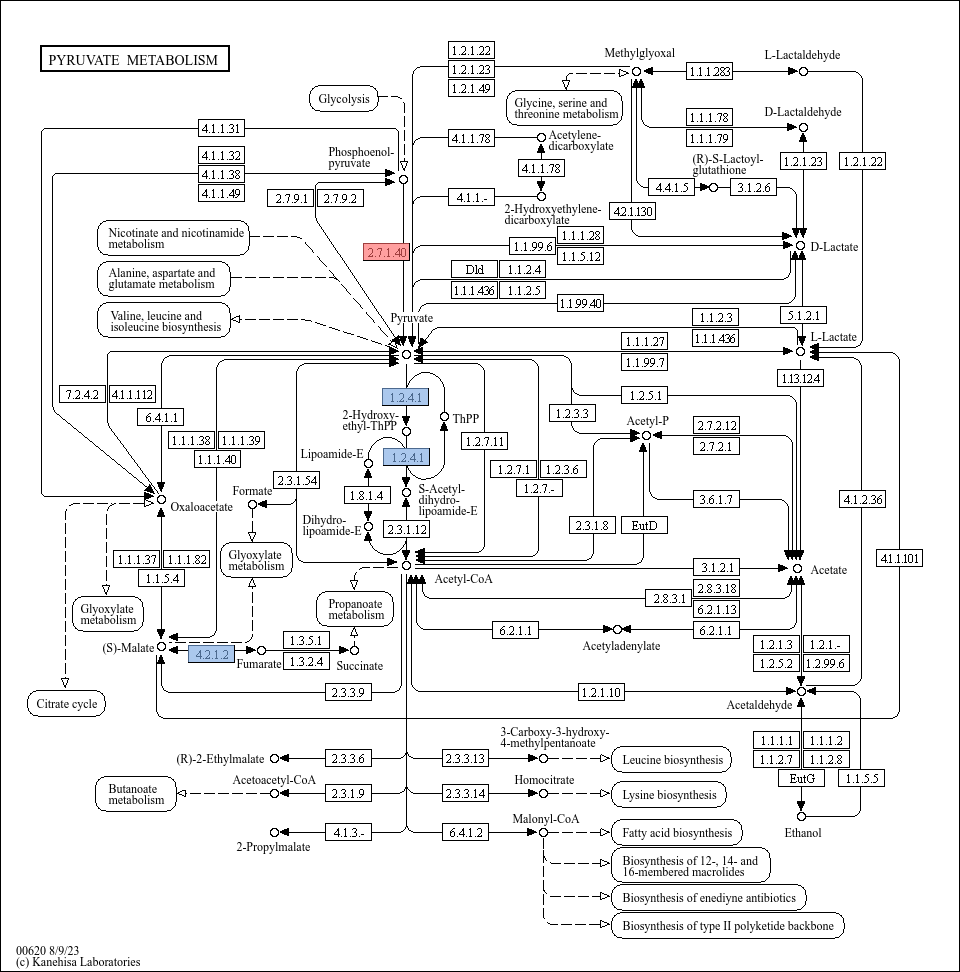 PYRUVATE METABOLISM
1.2.1.22
1.2.1.23
1.2.1.49
Methylglyoxal
1.1.1.283
L-Lactaldehyde
Glycolysis
Glycine, serine and
threonine metabolism
1.1.1.78
1.1.1.79
D-Lactaldehyde
4.1.1.31
4.1.1.32
4.1.1.38
4.1.1.49
Phosphoenol-
pyruvate
4.1.1.78
Acetylene-
dicarboxylate
4.1.1.78
(R)-S-Lactoyl-
glutathione
1.2.1.23
1.2.1.22
2.7.9.1
2.7.9.2
4.1.1.-
2-Hydroxyethylene-
dicarboxylate
4.4.1.5
3.1.2.6
4.2.1.130
Nicotinate and nicotinamide
metabolism
2.7.1.40
1.1.99.6
1.1.1.28
1.1.5.12
D-Lactate
Alanine, aspartate and
glutamate metabolism
Dld
1.1.2.4
1.1.1.436
1.1.2.5
1.1.99.40
Valine, leucine and
isoleucine biosynthesis
Pyruvate
1.1.2.3
1.1.1.436
5.1.2.1
1.1.1.27
1.1.99.7
L-Lactate
1.13.12.4
7.2.4.2
4.1.1.112
6.4.1.1
1.2.4.1
1.2.5.1
2-Hydroxy-
ethyl-ThPP
ThPP
1.2.3.3
Acetyl-P
2.7.2.12
2.7.2.1
1.1.1.38
1.1.1.39
1.1.1.40
Lipoamide-E
1.2.4.1
1.2.7.11
1.2.7.1
1.2.3.6
1.2.7.-
Formate
2.3.1.54
1.8.1.4
S-Acetyl-
dihydro-
lipoamide-E
3.6.1.7
4.1.2.36
Oxaloacetate
Dihydro-
lipoamide-E
2.3.1.12
2.3.1.8
EutD
1.1.1.37
1.1.1.82
1.1.5.4
Glyoxylate
metabolism
Acetyl-CoA
3.1.2.1
Acetate
4.1.1.101
Glyoxylate
metabolism
Propanoate
metabolism
2.8.3.1
2.8.3.18
6.2.1.13
6.2.1.1
6.2.1.1
Acetyladenylate
(S)-Malate
4.2.1.2
Fumarate
1.3.5.1
1.3.2.4
Succinate
1.2.1.3
1.2.1.-
1.2.5.2
1.2.99.6
Citrate cycle
2.3.3.9
1.2.1.10
Acetaldehyde
(R)-2-Ethylmalate
2.3.3.6
2.3.3.13
3-Carboxy-3-hydroxy-
4-methylpentanoate
Leucine biosynthesis
1.1.1.1
1.1.1.2
1.1.2.7
1.1.2.8
EutG
1.1.5.5
Butanoate
metabolism
Acetoacetyl-CoA
2.3.1.9
2.3.3.14
Homocitrate
Lysine biosynthesis
Ethanol
2-Propylmalate
4.1.3.-
6.4.1.2
Malonyl-CoA
Fatty acid biosynthesis
Biosynthesis of 12-, 14- and
16-membered macrolides
Biosynthesis of enediyne antibiotics
Biosynthesis of type II polyketide backbone
00620 8/9/23
(c) Kanehisa Laboratories